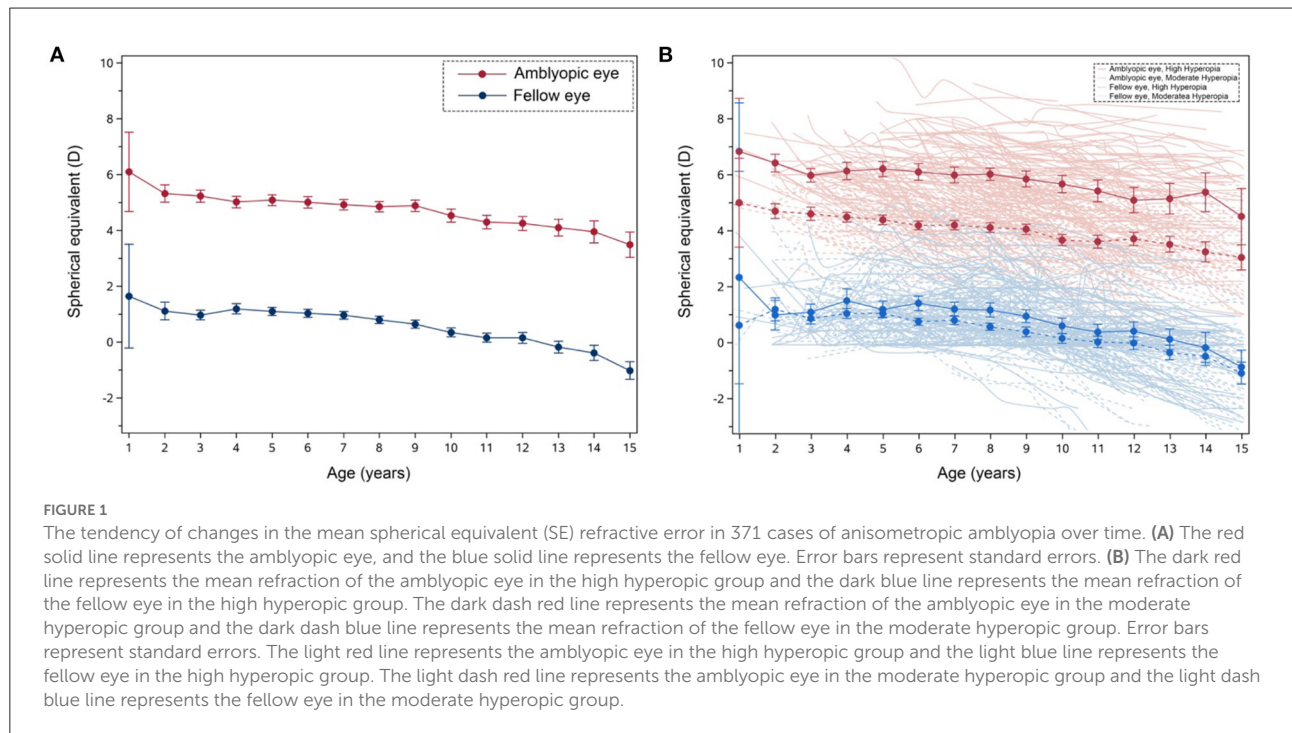 A
10
8
6
4
2
0
-2
Spherical equivalent (D)
Amblyopic eye
Fellow eye
1 2 3 4 5 6 7 8 9 10 11 12 13 14 15
Age (years)
B
10
8
6
4
2
0
-2
Spherical equivalent (D)
Amblyopic eye, High Hyperopia
Amblyopic eye, Moderate Hyperopia
Fellow eye, High Hyperopia
Fellow eye, Moderatea Hyperopia
1 2 3 4 5 6 7 8 9 10 11 12 13 14 15
Age (years)
FIGURE 1
The tendency of changes in the mean spherical equivalent (SE) refractive error in 371 cases of anisometropic amblyopia over time. (A) The red
solid line represents the amblyopic eye, and the blue solid line represents the fellow eye. Error bars represent standard errors. (B) The dark red
line represents the mean refraction of the amblyopic eye in the high hyperopic group and the dark blue line represents the mean refraction of
the fellow eye in the high hyperopic group. The dark dash red line represents the mean refraction of the amblyopic eye in the moderate
hyperopic group and the dark dash blue line represents the mean refraction of the fellow eye in the moderate hyperopic group. Error bars
represent standard errors. The light red line represents the amblyopic eye in the high hyperopic group and the light blue line represents the
fellow eye in the high hyperopic group. The light dash red line represents the amblyopic eye in the moderate hyperopic group and the light dash
blue line represents the fellow eye in the moderate hyperopic group.